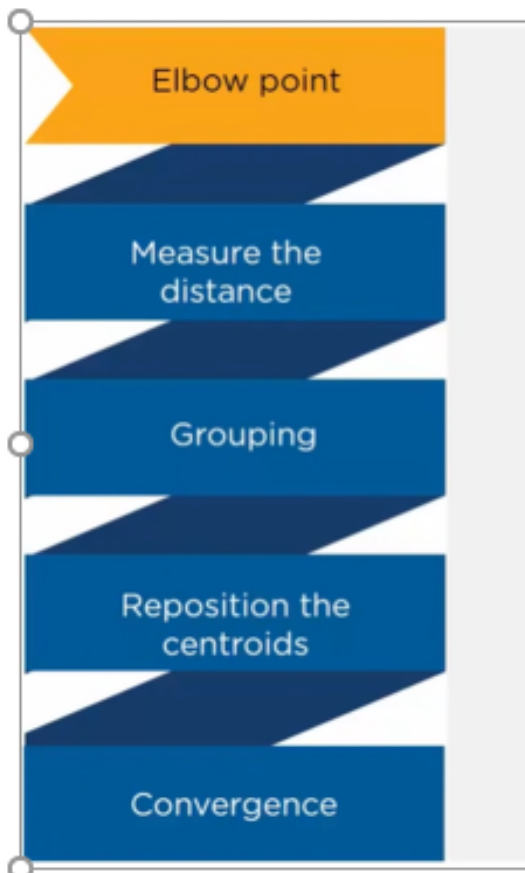 Elbow point
Measure the
distance
Grouping
Reposition the
centroids
Convergence